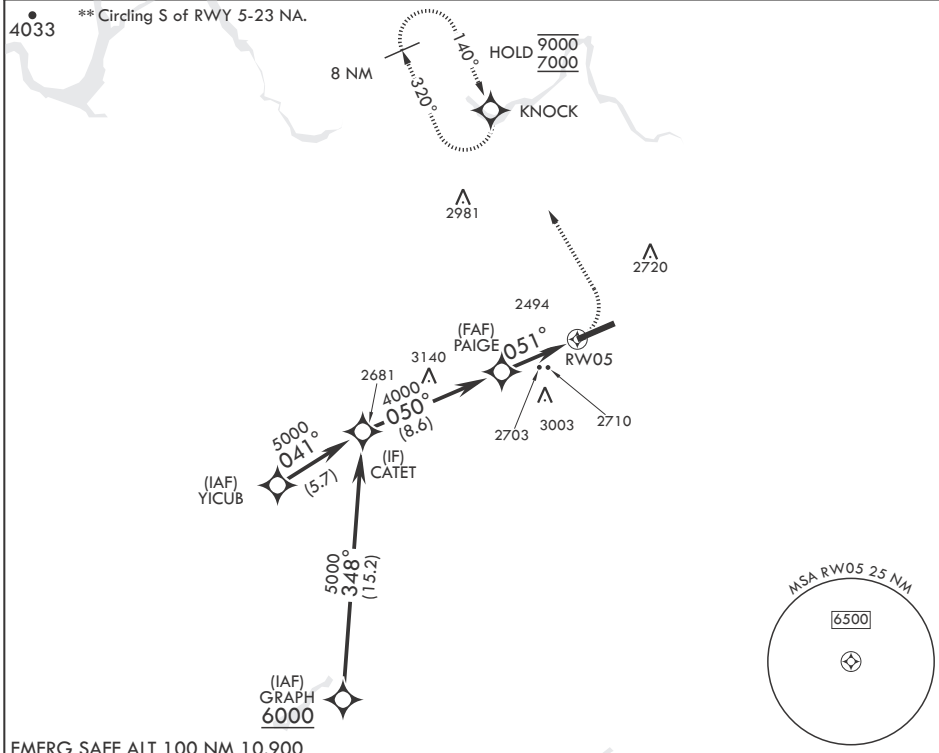 ** Circling S of RWY 5-23 NA.
4033
HOLD 9000
7000
8 NM
140°
320°
KNOCK
2981
2720
2494
(FAF)
PAIGE
051°
RW05
3140
2681
4000
050°
(8.6)
2703
3003
2710
5000
041°
(5.7)
(IF)
CATET
(IAF)
YICUB
5000
348°
(15.2)
MSA RW05 25 NM
6500
(IAF)
GRAPH
6000
EMERG SAFE ALT 100 NM 10,900